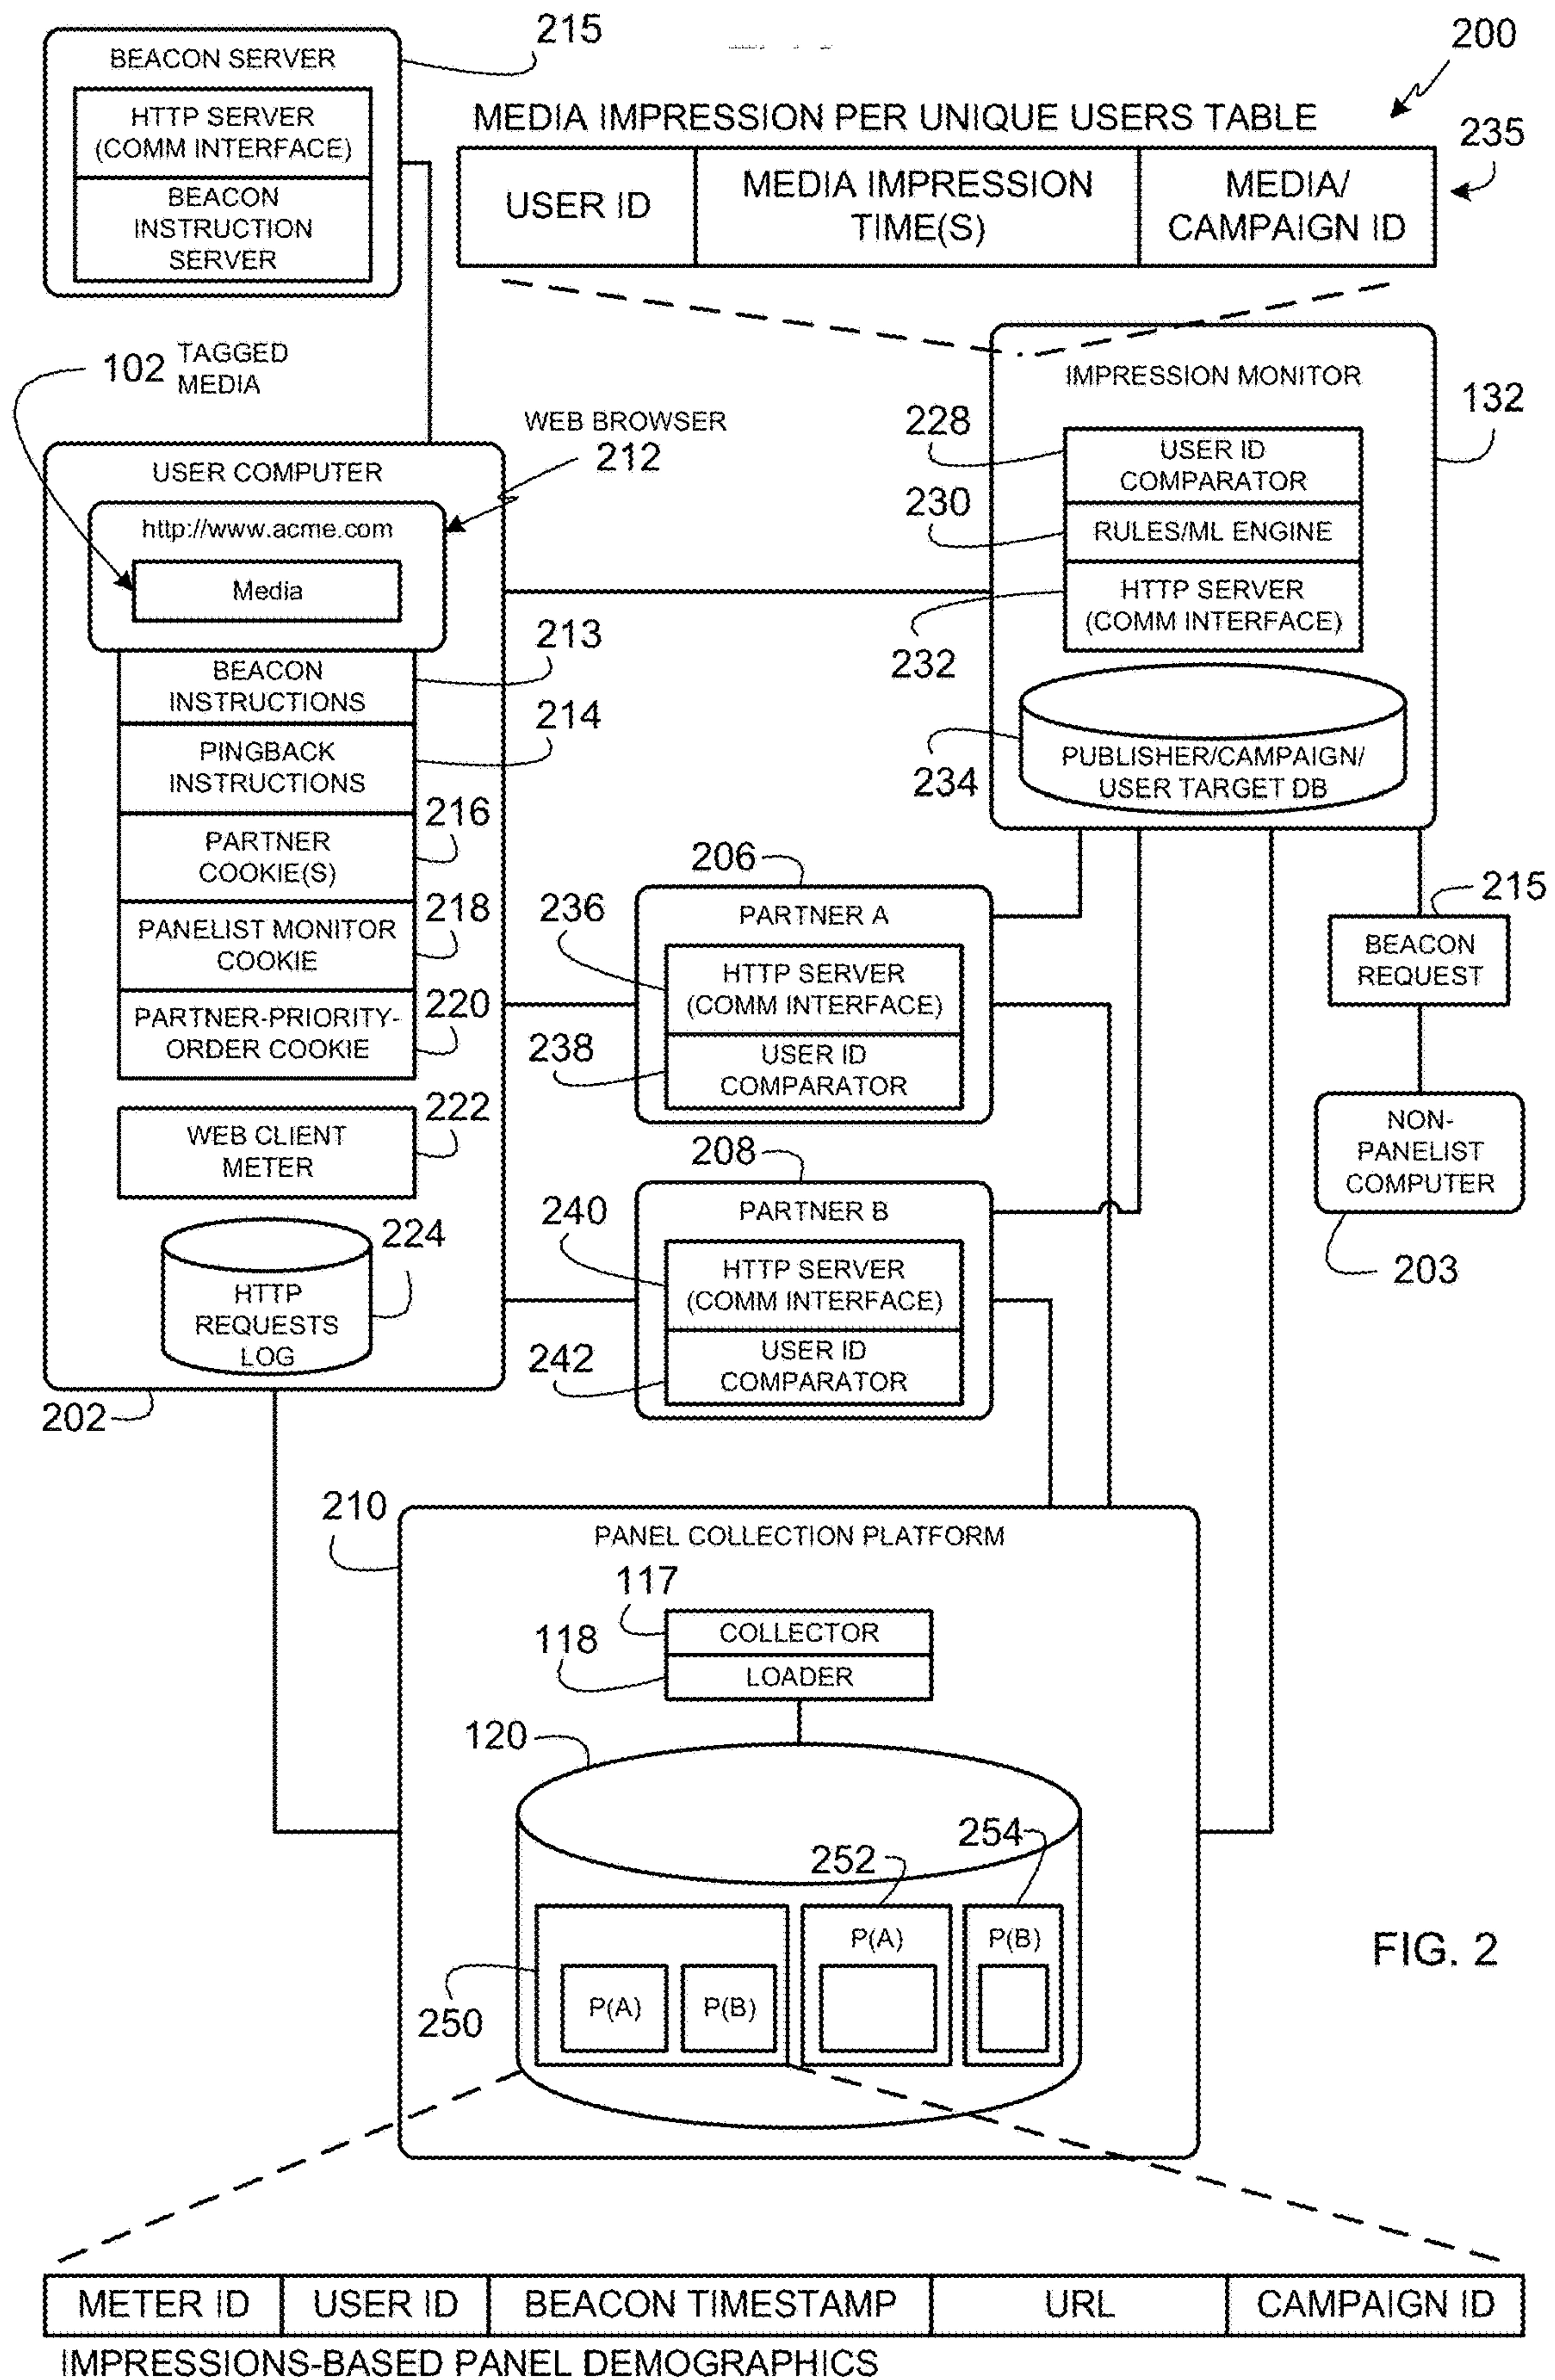 215
200
BEACON SERVER
HTTP SERVER
(COMM INTERFACE)
BEACON
INSTRUCTION
SERVER
MEDIA IMPRESSION PER UNIQUE USERS TABLE
235
USER ID
MEDIA IMPRESSION
TIME(S)
MEDIA/
CAMPAIGN ID
102
TAGGED
MEDIA
WEB BROWSER
212
USER COMPUTER
http://www.acme.com
Media
213
BEACON
INSTRUCTIONS
214
PINGBACK
INSTRUCTIONS
216
PARTNER
COOKIE(S)
218
PANELIST MONITOR
COOKIE
220
PARTNER-PRIORITY-
ORDER COOKIE
222
WEB CLIENT
METER
224
HTTP
REQUESTS
LOG
202
IMPRESSION MONITOR
132
228
USER ID
COMPARATOR
230
RULES/ML ENGINE
HTTP SERVER
(COMM INTERFACE)
232
234
PUBLISHER/CAMPAIGN/
USER TARGET DB
206
PARTNER A
236
HTTP SERVER
(COMM INTERFACE)
238
USER ID
COMPARATOR
208
PARTNER B
240
HTTP SERVER
(COMM INTERFACE)
242
USER ID
COMPARATOR
215
BEACON
REQUEST
NON-
PANELIST
COMPUTER
203
210
PANEL COLLECTION PLATFORM
117
COLLECTOR
118
LOADER
120
252
254
P(A)
P(B)
250
P(A)
P(B)
FIG. 2
METER ID
USER ID
BEACON TIMESTAMP
URL
CAMPAIGN ID
IMPRESSIONS-BASED PANEL DEMOGRAPHICS